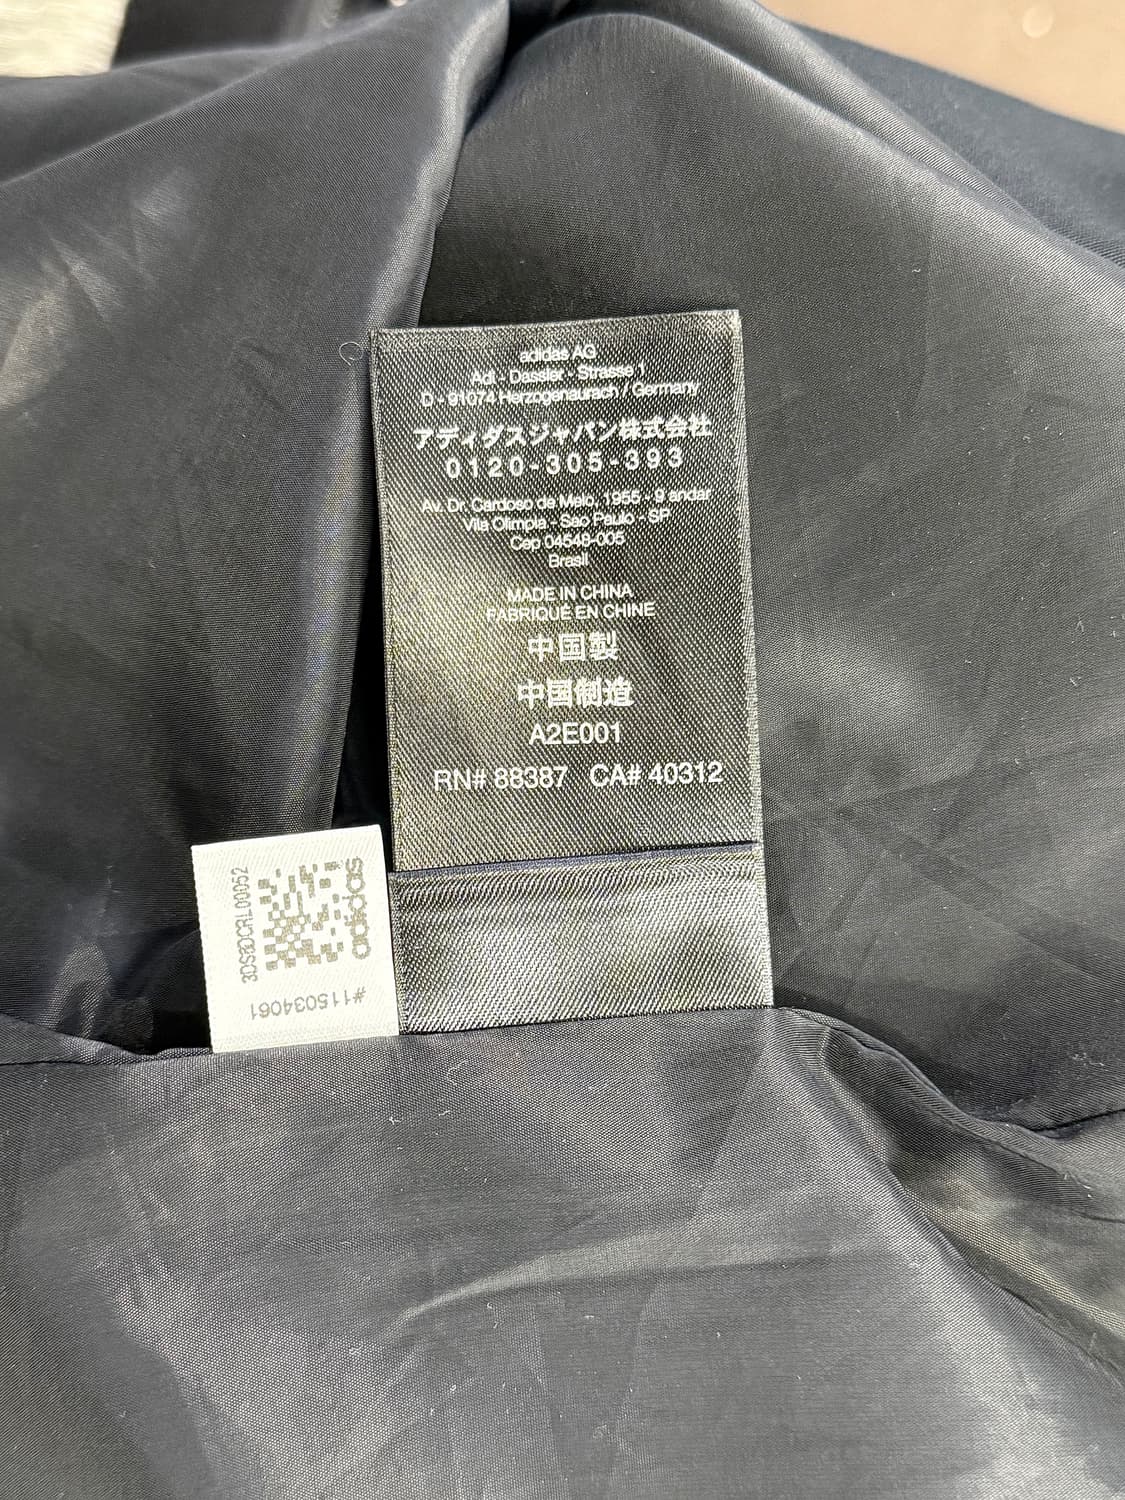 adidas AG
Adi - Dassler - Strasse 1
D - 91074 Herzogenaurach / Germany
アディダスジャパン株式会社
0120-305-393
Av. Dr. Cardoso de Melo, 1955 - 9 andar
Vila Olimpia - Sao Paulo - SP
Cep 04548-005
Brasil
MADE IN CHINA
FABRIQUÉ EN CHINE
中国製
中国制造
A2E001
RN# 88387 CA# 40312
adidas
#115034061